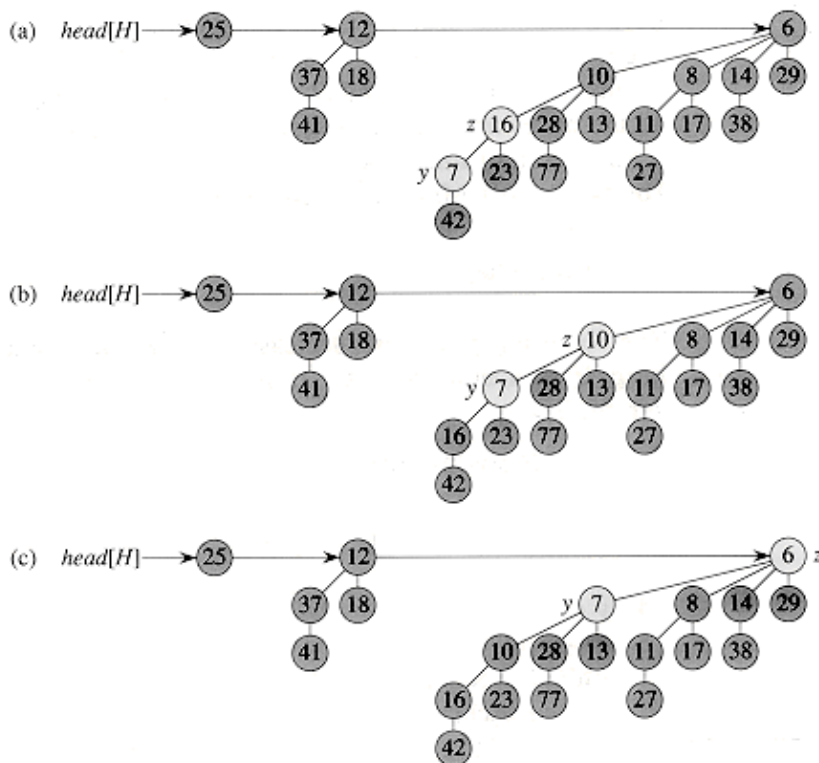 (a) head[H] 25 12 6
37 18 10 8 14 29
41 z 16 28 13 11 17 38
y 7 23 77 27
42
(b) head[H] 25 12 6
37 18 z 10 8 14 29
41 y 7 28 13 11 17 38
16 23 77 27
42
(c) head[H] 25 12 6 z
37 18 y 7 8 14 29
41 10 28 13 11 17 38
16 23 77 27
42